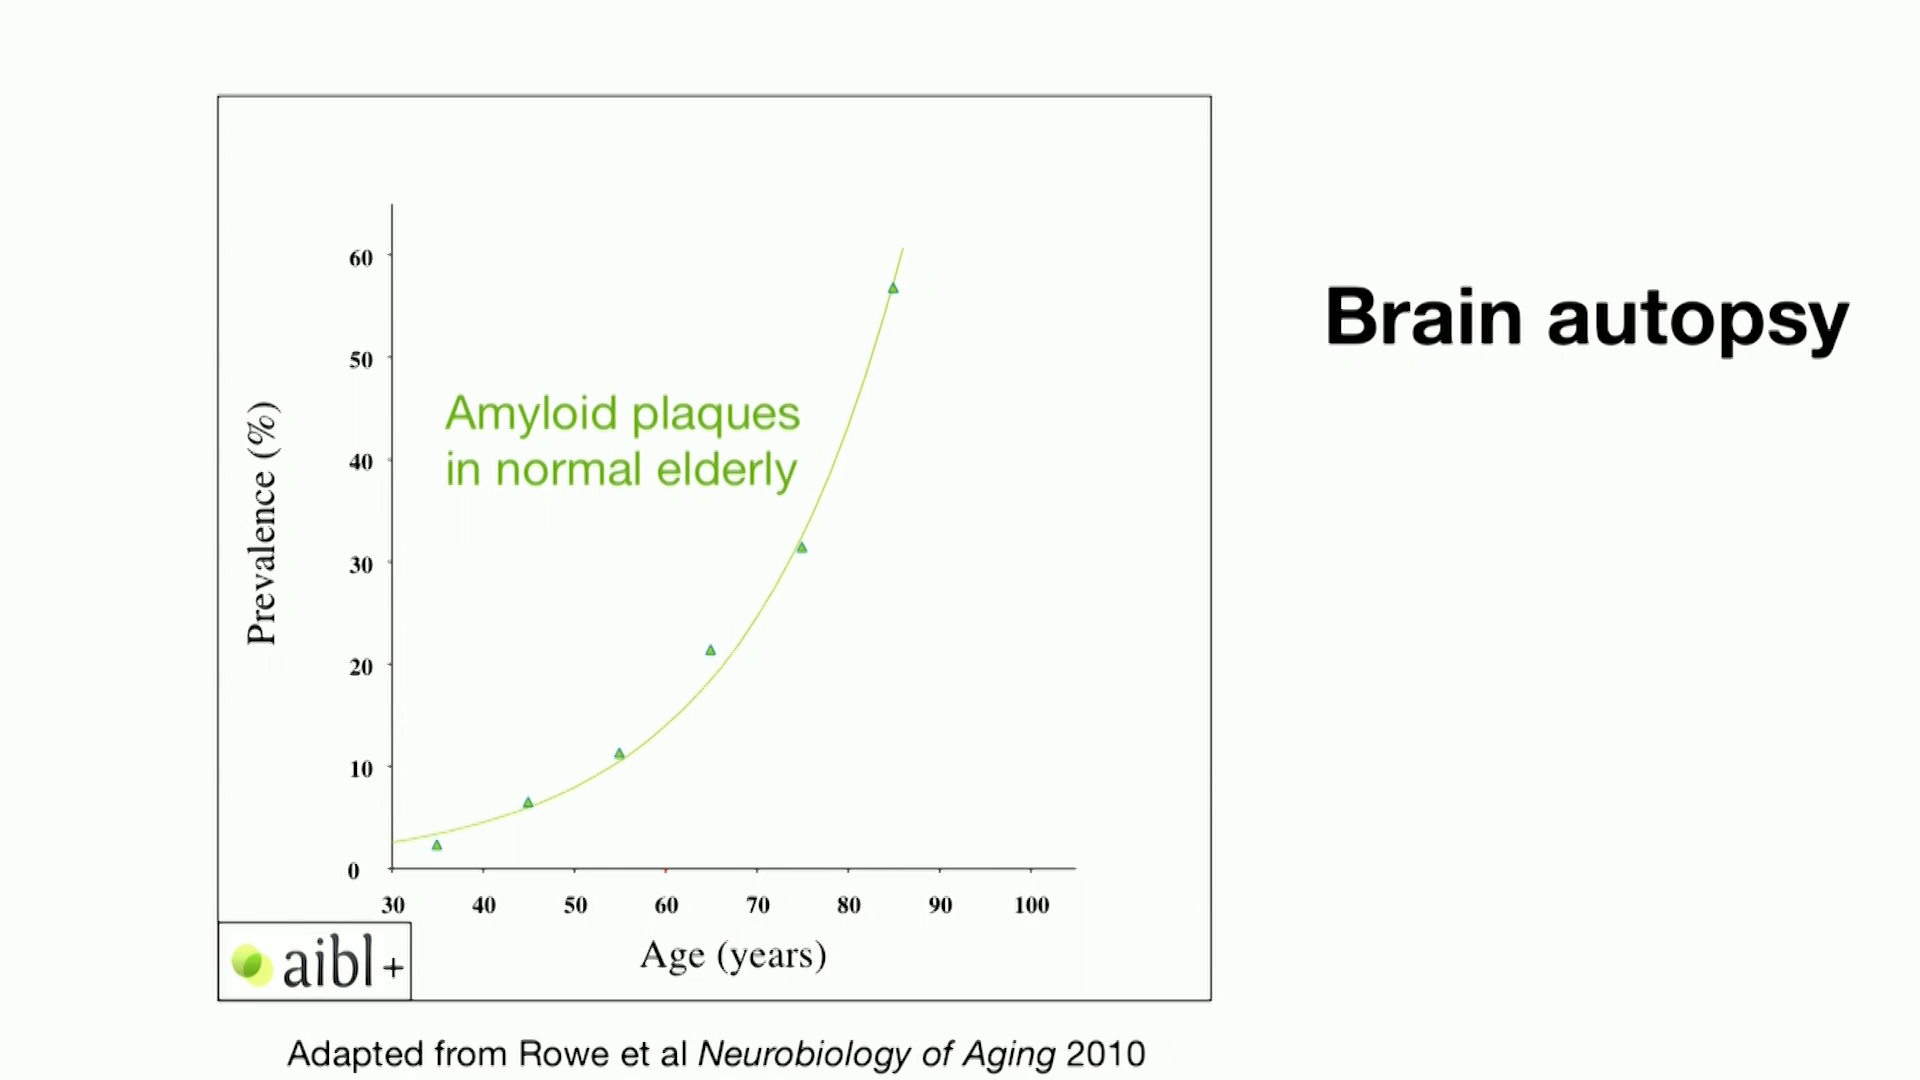 Brain autopsy
Amyloid plaques
in normal elderly
Prevalence (%)
60
50
40
30
20
10
0
30 40 50 60 70 80 90 100
Age (years)
aibl+
Adapted from Rowe et al Neurobiology of Aging 2010